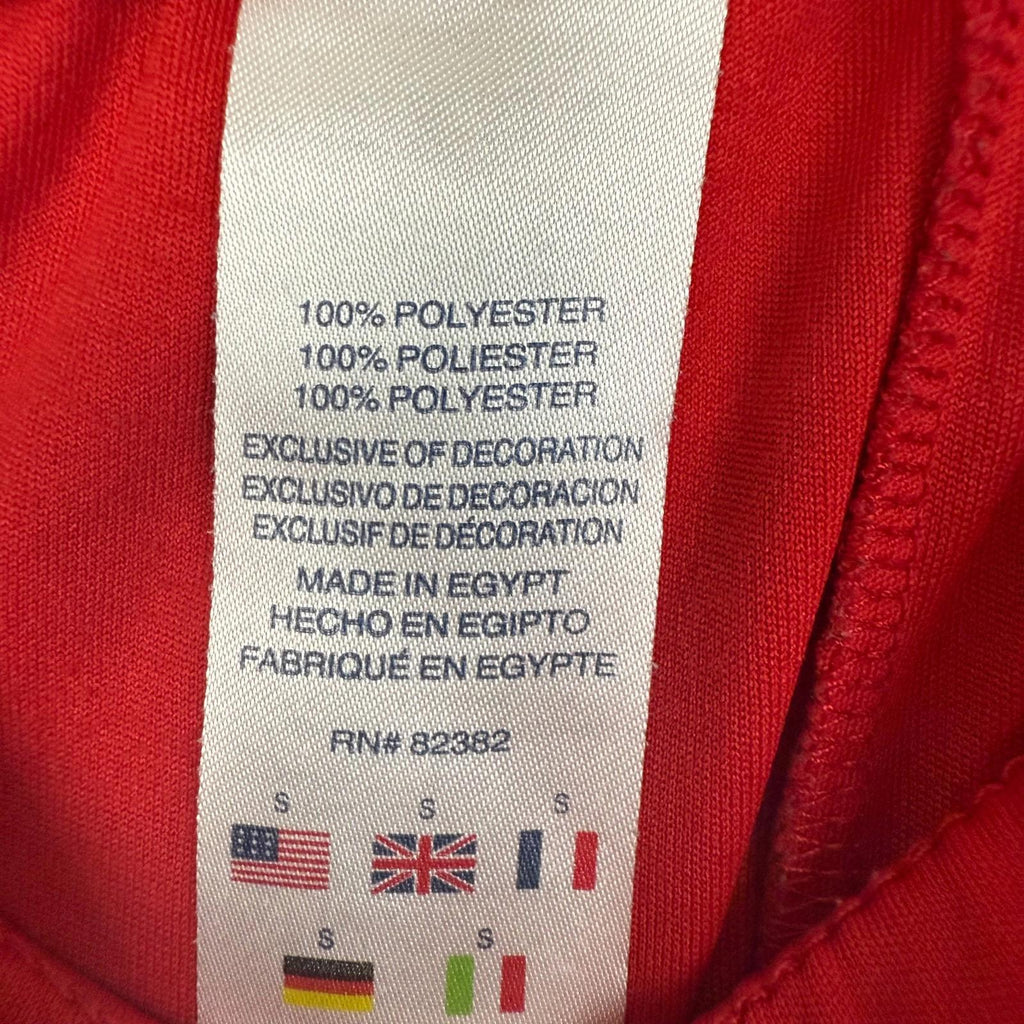 100% POLYESTER
100% POLIESTER
100% POLYESTER
EXCLUSIVE OF DECORATION
EXCLUSIVO DE DECORACION
EXCLUSIF DE DÉCORATION
MADE IN EGYPT
HECHO EN EGIPTO
FABRIQUÉ EN EGYPTE
RN# 82382
S S S
S S